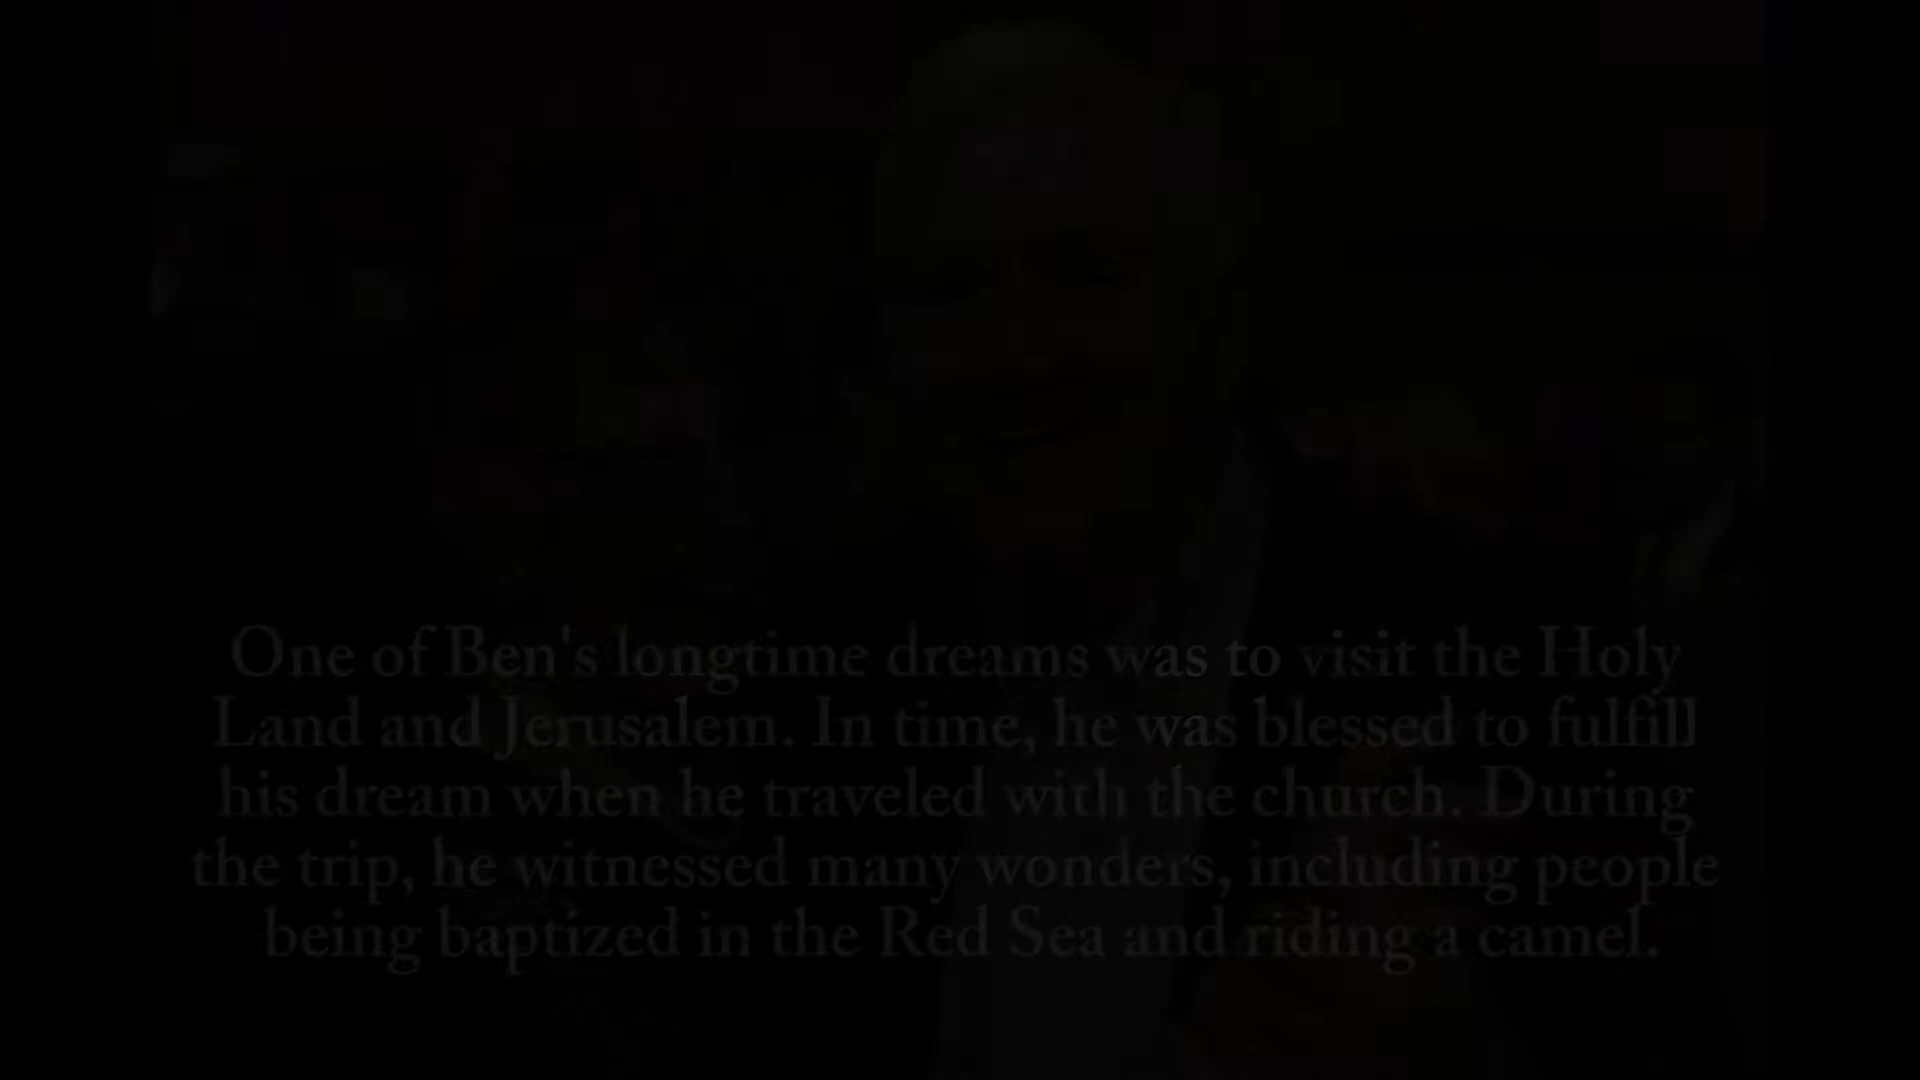 One of Ben's longtime dreams was to visit the Holy
Land and Jerusalem. In time, he was blessed to fulfill
his dream when he traveled with the church. During
the trip, he witnessed many wonders, including people
being baptized in the Red Sea and riding a camel.